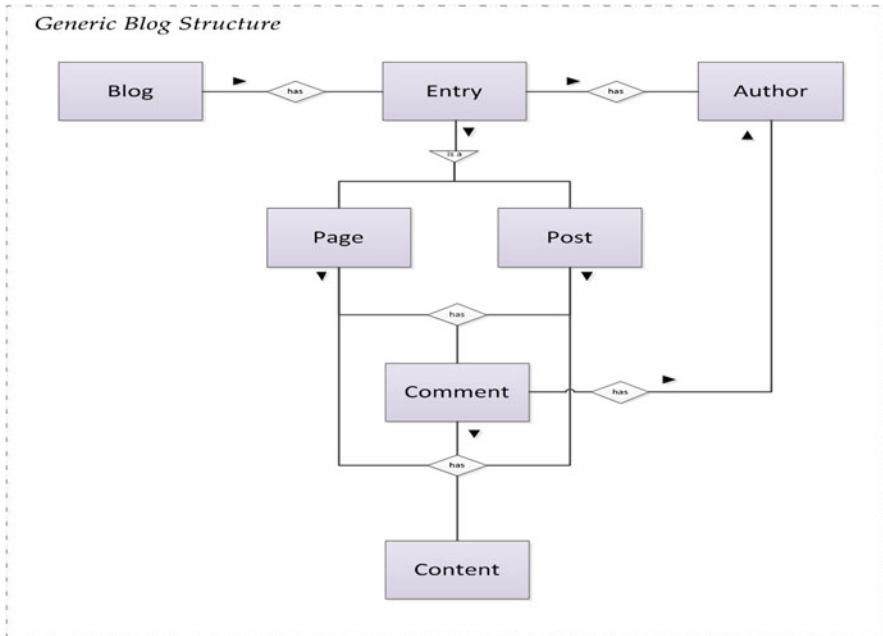 Generic Blog Structure
Blog
has
Entry
has
Author
is a
Page
Post
has
Comment
has
has
Content